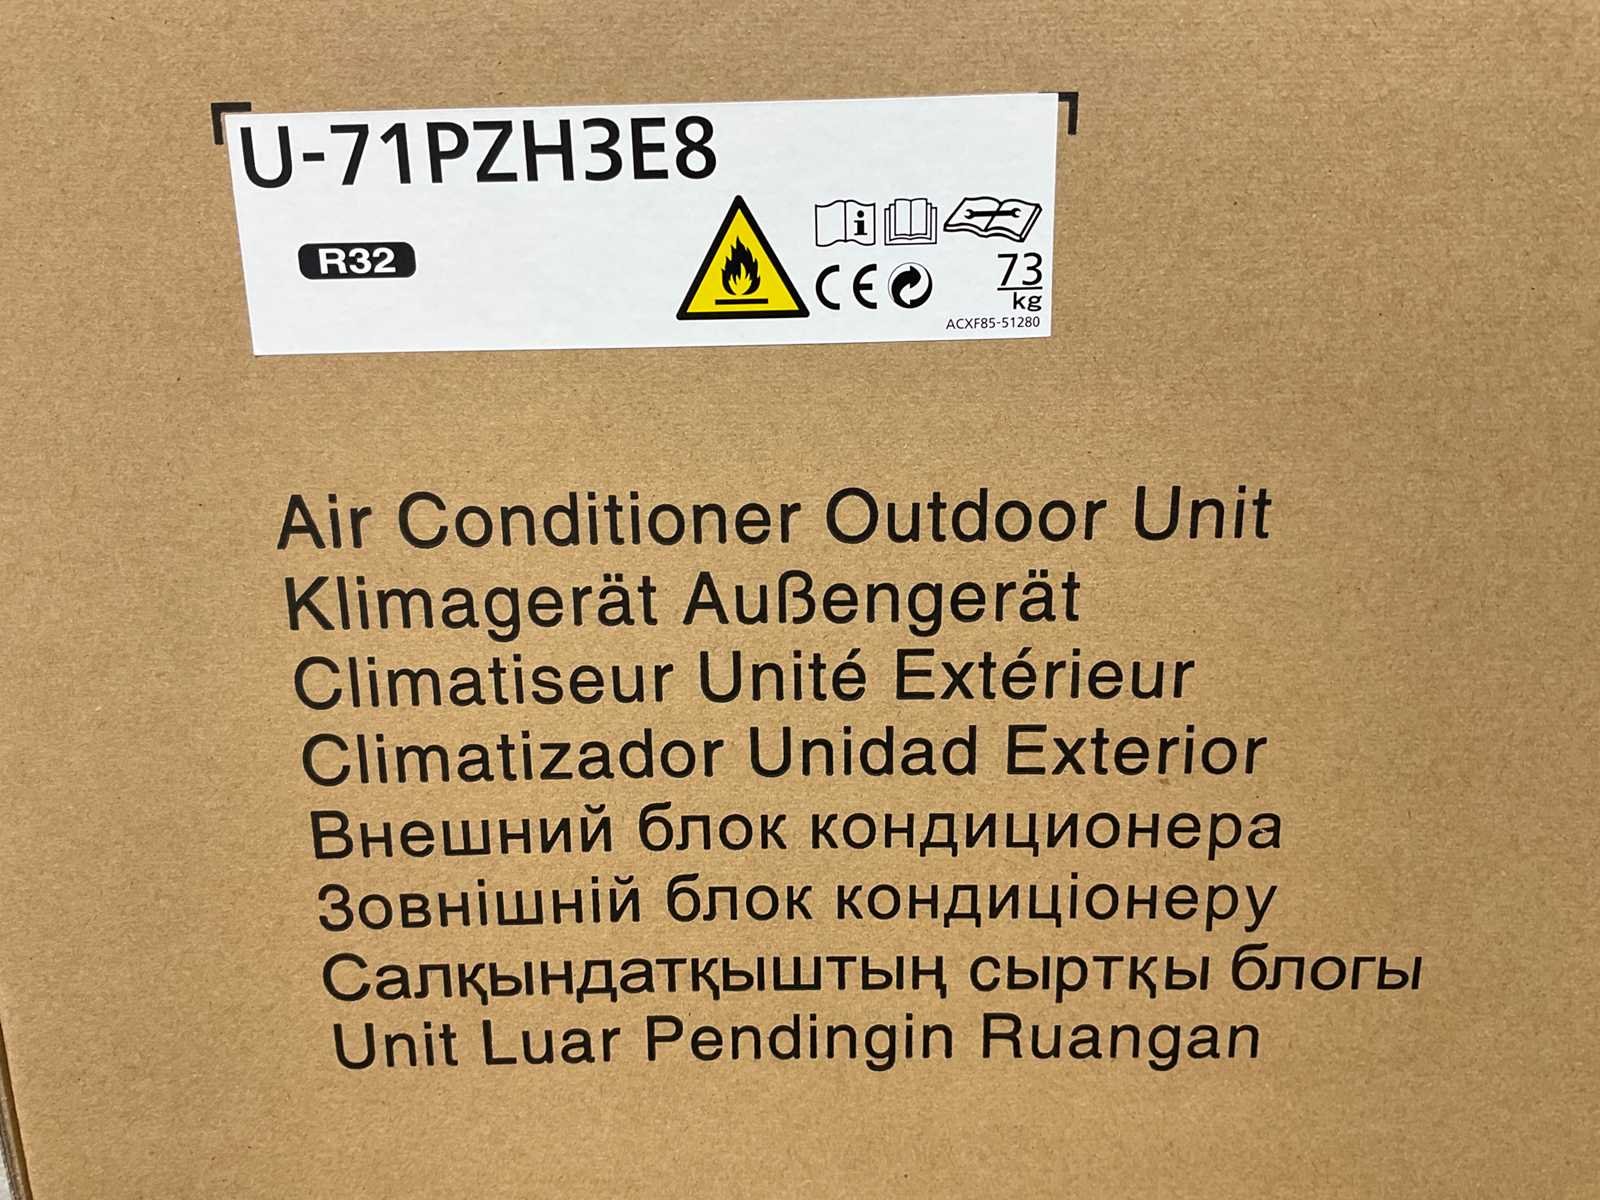 U-71PZH3E8
R32
i
CE
73
kg
ACXF85-51280
Air Conditioner Outdoor Unit
Klimagerät Außengerät
Climatiseur Unité Extérieur
Climatizador Unidad Exterior
Внешний блок кондиционера
Зовнішній блок кондиціонеру
Салқындатқыштың сыртқы блогы
Unit Luar Pendingin Ruangan